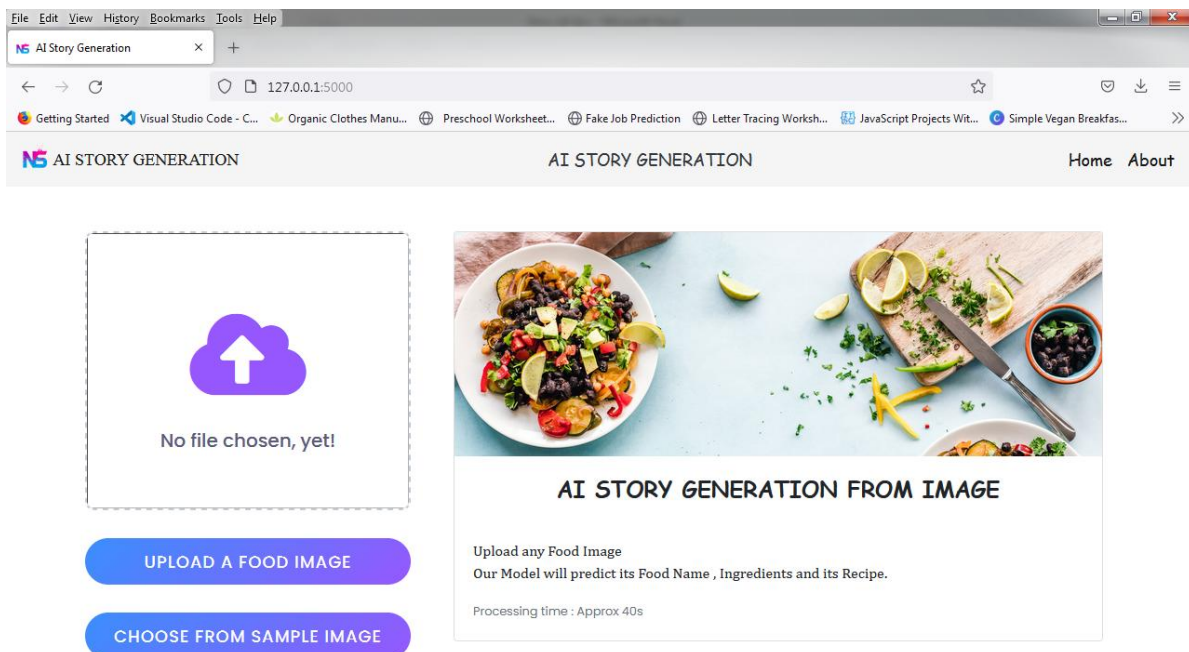 File Edit View History Bookmarks Tools Help
AI Story Generation
127.0.0.1:5000
Getting Started Visual Studio Code - C... Organic Clothes Manu... Preschool Worksheet... Fake Job Prediction Letter Tracing Worksh... JavaScript Projects Wit... Simple Vegan Breakfas...
NS AI STORY GENERATION AI STORY GENERATION Home About
No file chosen, yet!
UPLOAD A FOOD IMAGE
CHOOSE FROM SAMPLE IMAGE
AI STORY GENERATION FROM IMAGE
Upload any Food Image
Our Model will predict its Food Name , Ingredients and its Recipe.
Processing time : Approx 40s